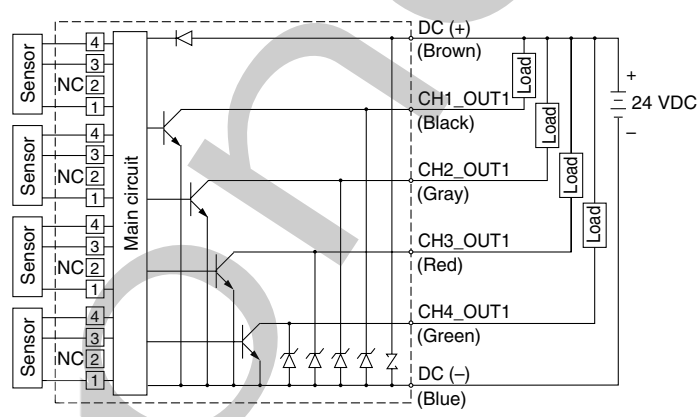 DC (+)
(Brown)
CH1_OUT1
(Black)
CH2_OUT1
(Gray)
CH3_OUT1
(Red)
CH4_OUT1
(Green)
DC (–)
(Blue)
Sensor
4
3
NC 2
1
Sensor
4
3
NC 2
1
Sensor
4
3
NC 2
1
Sensor
4
3
NC 2
1
Main circuit
Load
Load
Load
Load
+
24 VDC
–